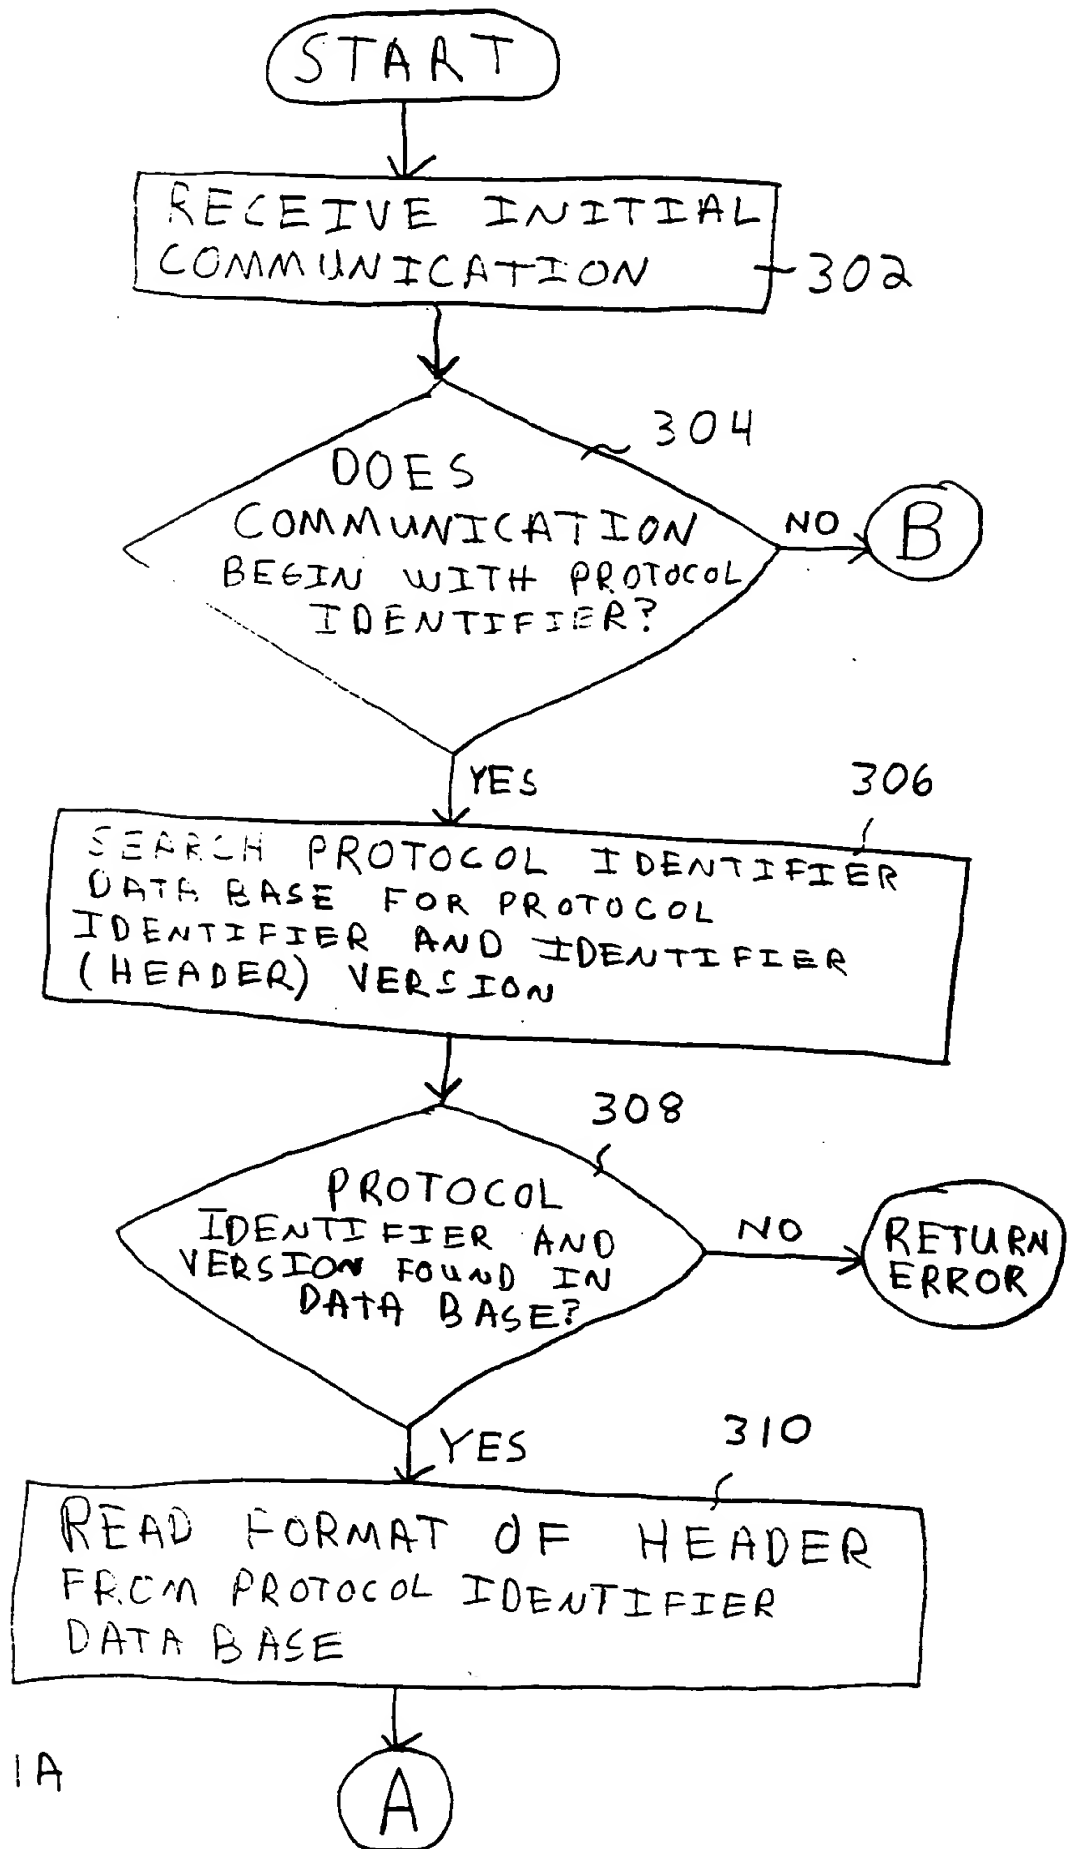 START
RECEIVE INITIAL
COMMUNICATION
302
304
DOES
COMMUNICATION
BEGIN WITH PROTOCOL
IDENTIFIER?
NO
B
YES
306
SEARCH PROTOCOL IDENTIFIER
DATA BASE FOR PROTOCOL
IDENTIFIER AND IDENTIFIER
(HEADER) VERSION
308
PROTOCOL
IDENTIFIER AND
VERSION FOUND IN
DATA BASE?
NO
RETURN
ERROR
YES
310
READ FORMAT OF HEADER
FROM PROTOCOL IDENTIFIER
DATA BASE
1A
A